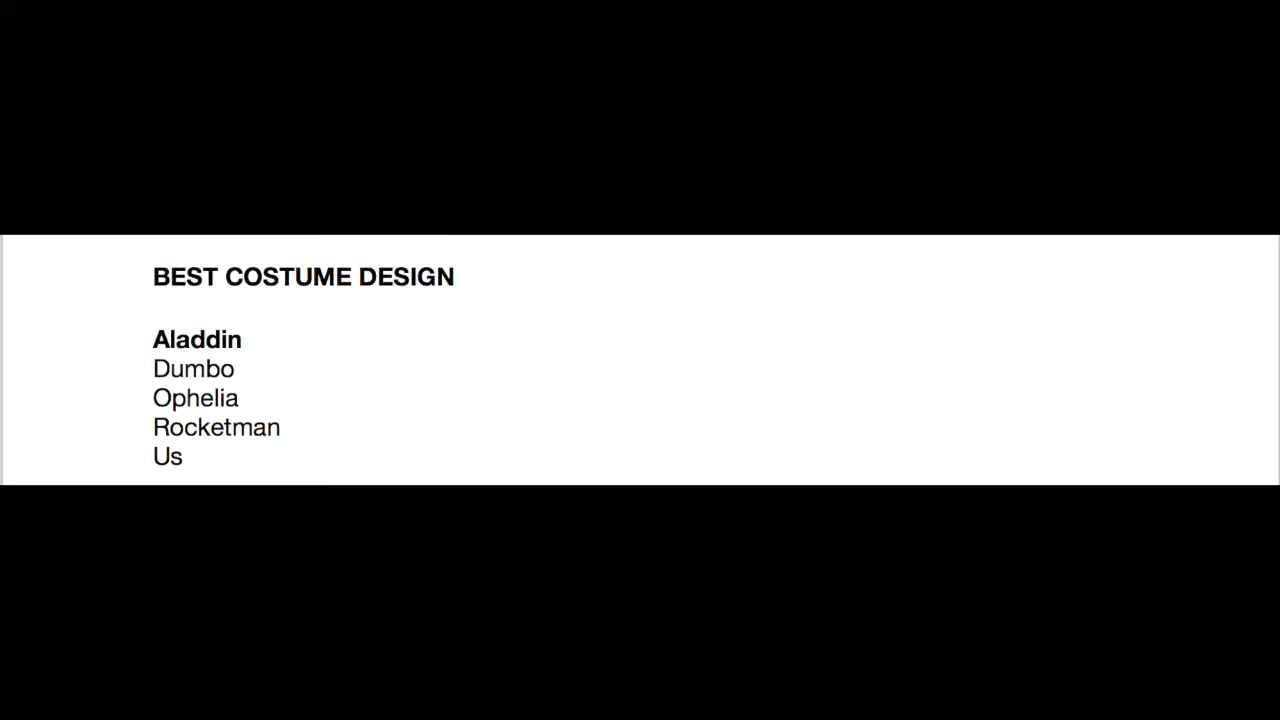 BEST COSTUME DESIGN
Aladdin
Dumbo
Ophelia
Rocketman
Us